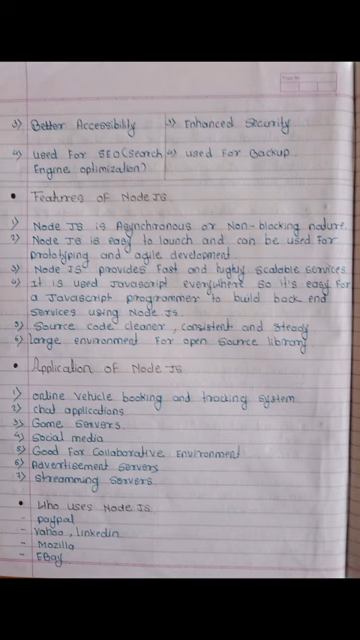 Page No.
3) Better Accessibility 3) Enhanced Security
4) used for SEO (Search 4) used for Backup
Engine optimization)
• Features of Node JS
1) Node JS is Asynchronous or Non-blocking nature.
2) Node JS is easy to launch and can be used for
prototyping and agile development
3) Node JS provides fast and highly scalable services
4) It is used Javascript everywhere so it's easy for
a Javascript programmer to build back end
services using Node JS.
5) Source code cleaner, consistent and steady
6) large environment for open source library
• Application of Node JS
1) online vehicle booking and tracking system
2) chat applications
3) Game Servers.
4) Social media
5) Good for Collaborative Environment
6) Advertisement servers
7) Streamming Servers.
• Who uses Node JS
- paypal
- Yahoo, linkedin
- Mozilla
- EBay